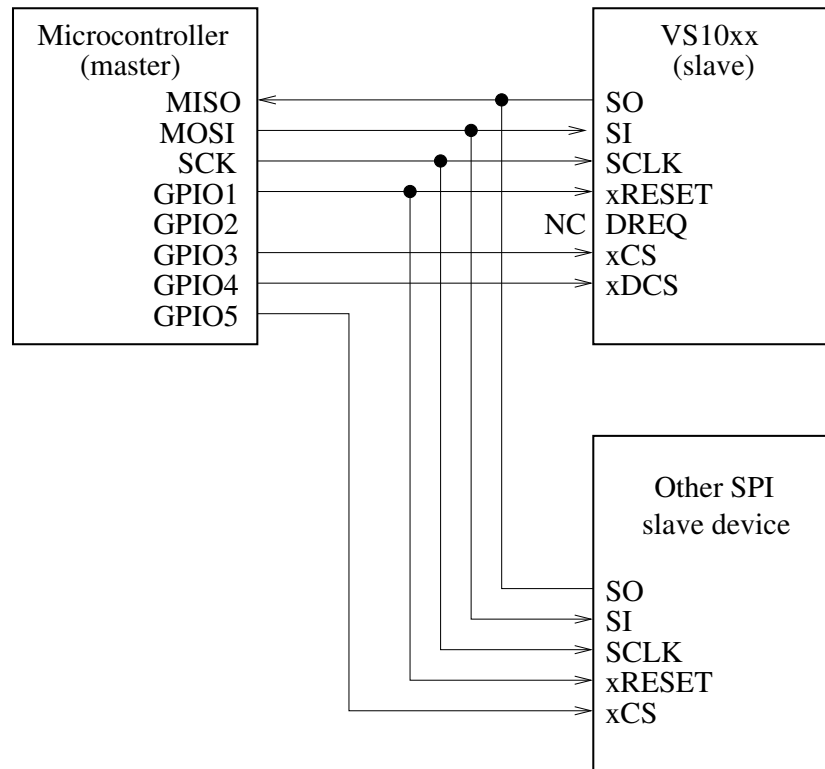 Microcontroller
(master)
MISO
MOSI
SCK
GPIO1
GPIO2
GPIO3
GPIO4
GPIO5
VS10xx
(slave)
SO
SI
SCLK
xRESET
NC DREQ
xCS
xDCS
Other SPI
slave device
SO
SI
SCLK
xRESET
xCS